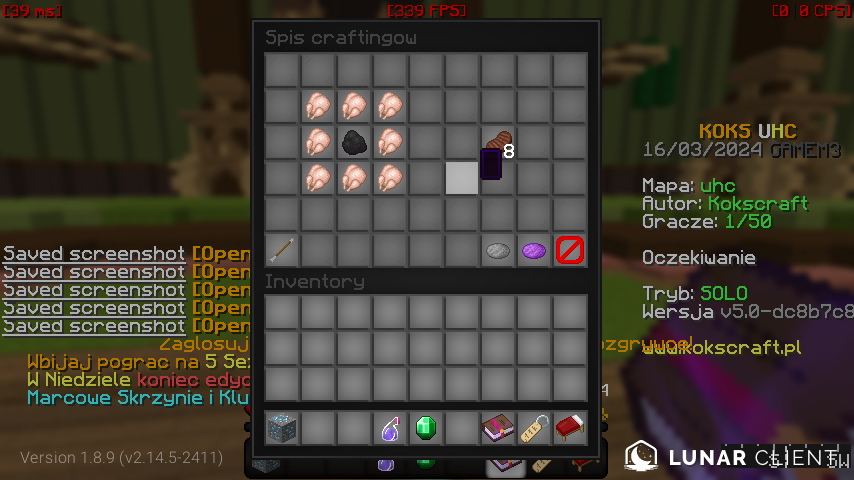 [39 ms]
[339 FPS]
[0 0 CPS]
Spis craftingow
8
KOKS UHC
16/03/2024 GAMEM3
Mapa: uhc
Autor: Kokscraft
Gracze: 1/50
Oczekiwanie
Tryb: SOLO
Wersja v5.0-dc8b7c8
www.kokscraft.pl
Saved screenshot [Open
Saved screenshot [Open
Saved screenshot [Open
Saved screenshot [Open
Saved screenshot [Open
Zaglosuj
Wbijaj pograc na 5 Sez
W Niedziele koniec edyc
Marcowe Skrzynie i Klu
Inventory
Version 1.8.9 (v2.14.5-2411)
LUNAR CLIENT